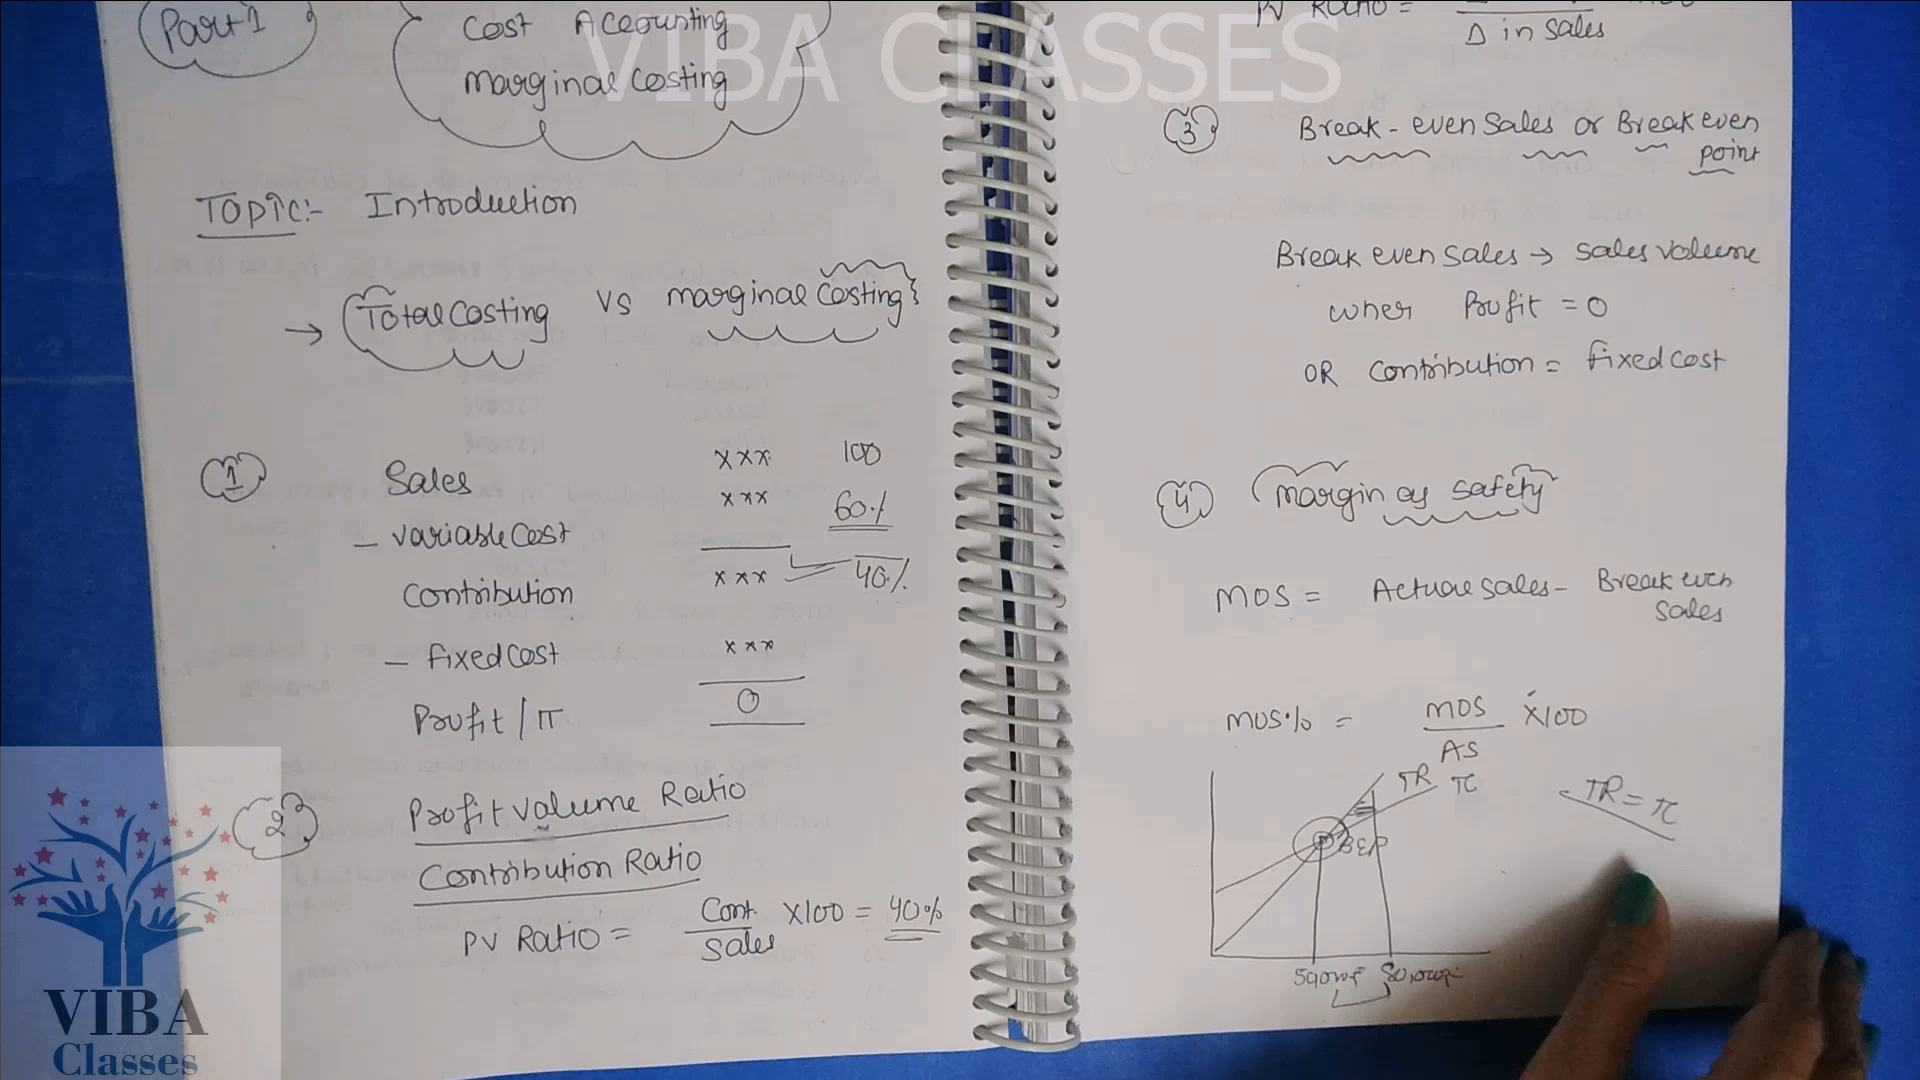 Part 1
Cost Accounting
marginal costing
VIBA CLASSES
TOPIC:- Introduction
→ Total costing vs marginal costing
1
Sales xxx 100
- variable cost xxx 60%
Contribution xxx 40%
- fixed cost xxx
Profit / π 0
2
Profit volume Ratio
Contribution Ratio
PV Ratio = Cont. / Sales X100 = 40%
VIBA
Classes
PV Ratio =
Δ in sales
3
Break-even Sales or Break even
point
Break even sales → sales volume
when Profit = 0
OR Contribution = fixed cost
4
margin of safety
MOS = Actual sales - Break even
sales
MOS% = MOS / AS X100
TR
TC
TR = TC
BEP